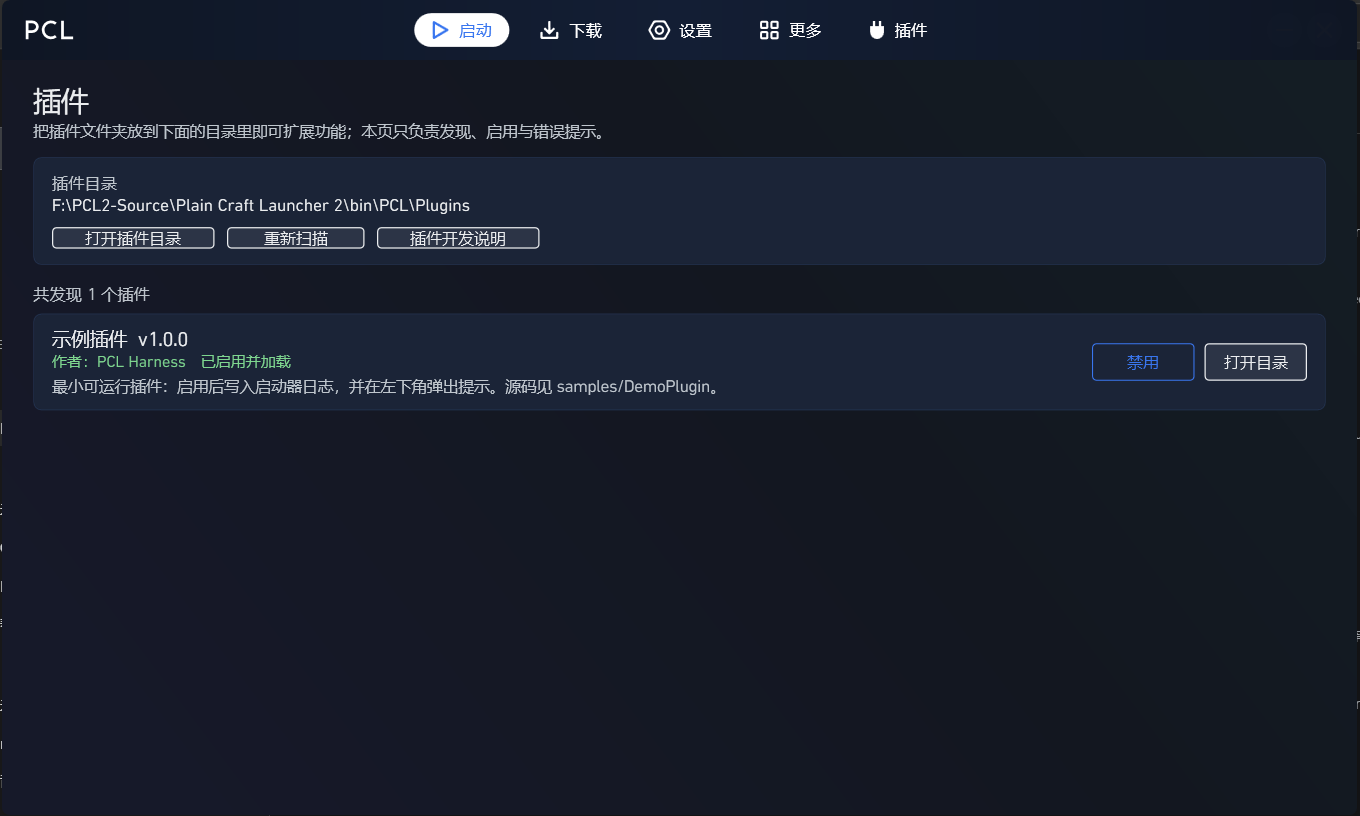 PCL
启动
下载
设置
更多
插件
插件
把插件文件夹放到下面的目录里即可扩展功能；本页只负责发现、启用与错误提示。
插件目录
F:\PCL2-Source\Plain Craft Launcher 2\bin\PCL\Plugins
打开插件目录 重新扫描 插件开发说明
共发现 1 个插件
示例插件 v1.0.0
作者：PCL Harness 已启用并加载
最小可运行插件：启用后写入启动器日志，并在左下角弹出提示。源码见 samples/DemoPlugin。
禁用
打开目录